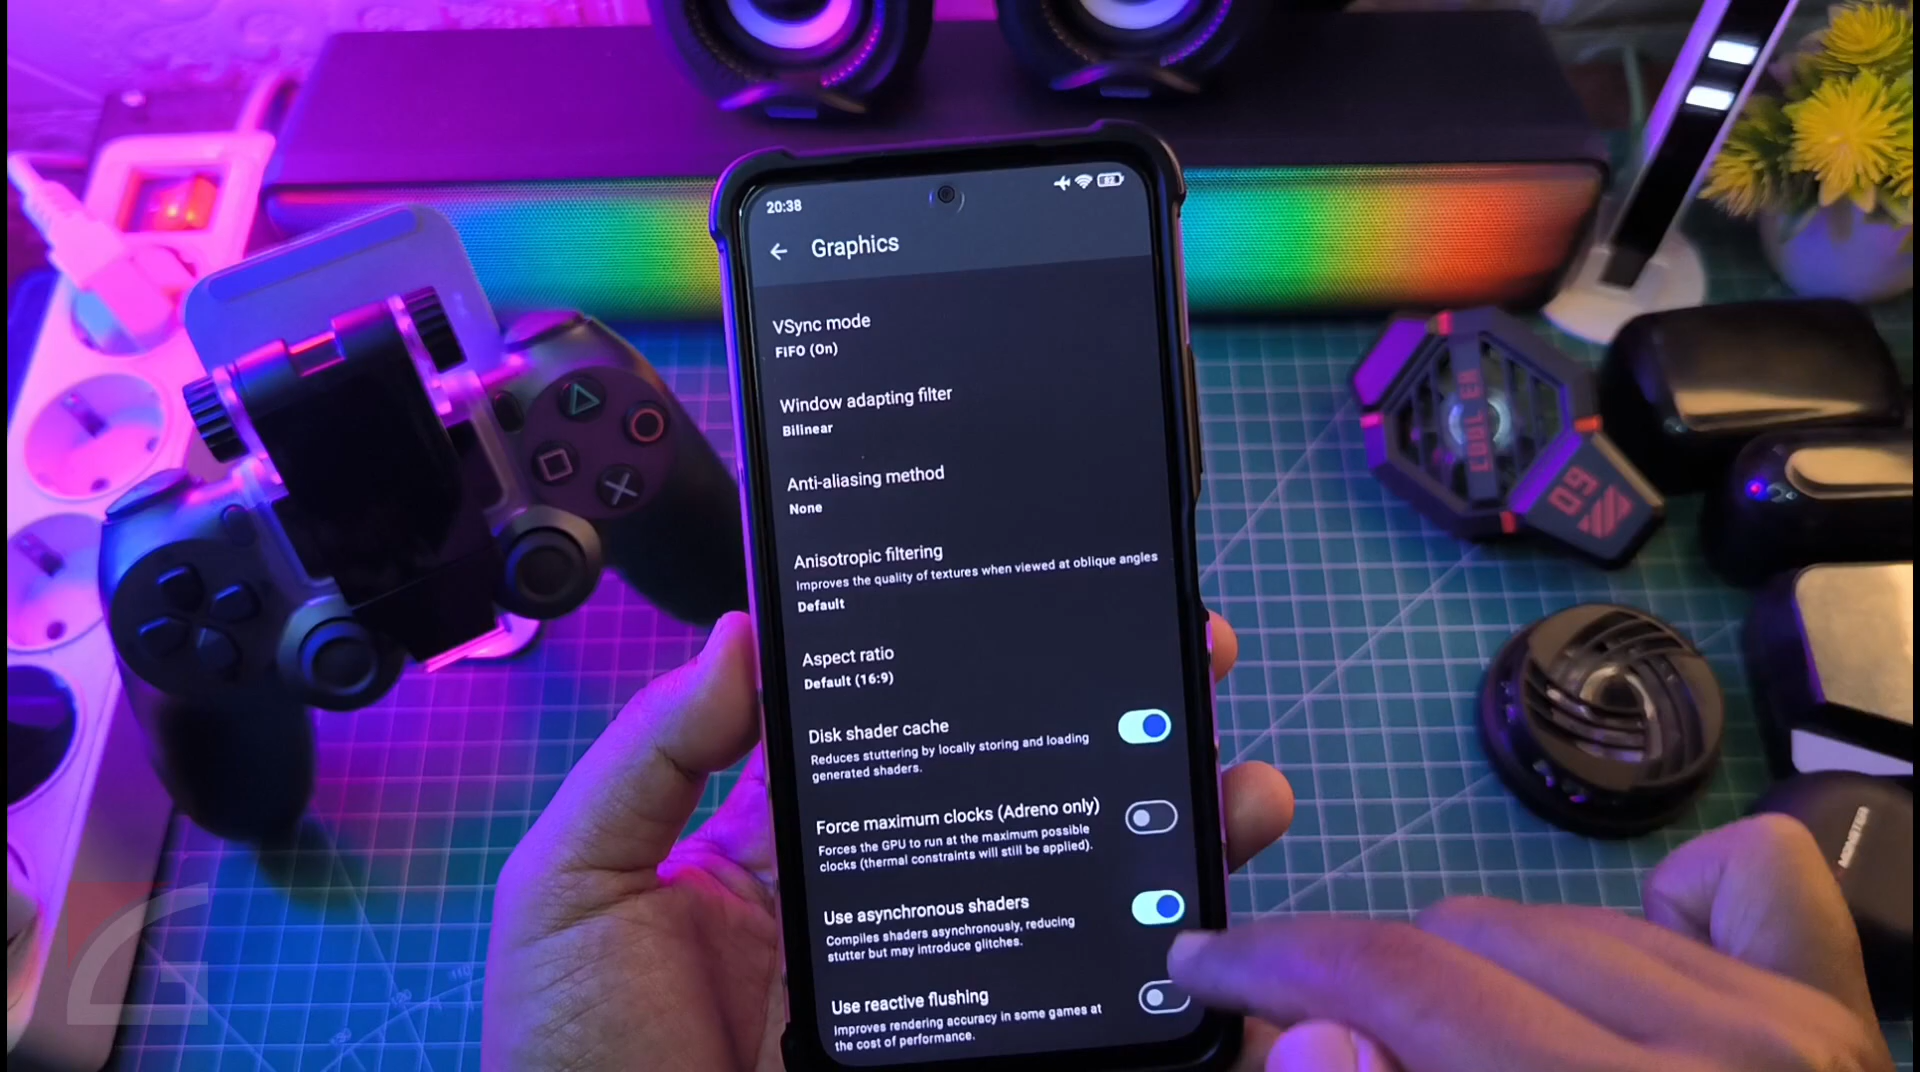 20:38
82
Graphics
VSync mode
FIFO (On)
Window adapting filter
Bilinear
Anti-aliasing method
None
Anisotropic filtering
Improves the quality of textures when viewed at oblique angles
Default
Aspect ratio
Default (16:9)
Disk shader cache
Reduces stuttering by locally storing and loading
generated shaders.
Force maximum clocks (Adreno only)
Forces the GPU to run at the maximum possible
clocks (thermal constraints will still be applied).
Use asynchronous shaders
Compiles shaders asynchronously, reducing
stutter but may introduce glitches.
Use reactive flushing
Improves rendering accuracy in some games at
the cost of performance.
COOL ER
GO